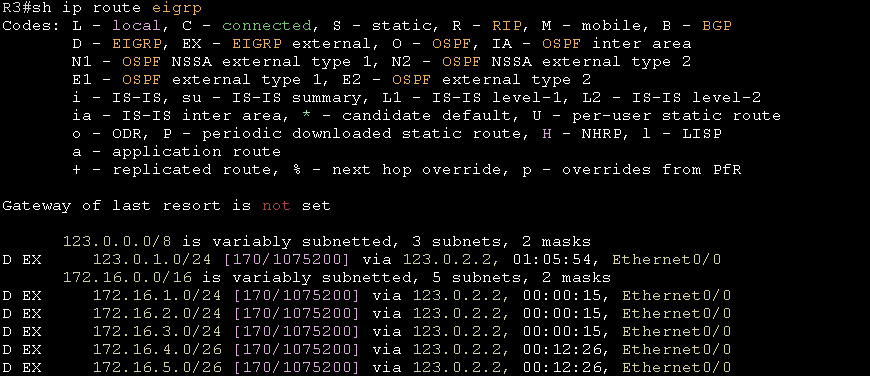 R3#sh ip route eigrp
Codes: L - local, C - connected, S - static, R - RIP, M - mobile, B - BGP
D - EIGRP, EX - EIGRP external, O - OSPF, IA - OSPF inter area
N1 - OSPF NSSA external type 1, N2 - OSPF NSSA external type 2
E1 - OSPF external type 1, E2 - OSPF external type 2
i - IS-IS, su - IS-IS summary, L1 - IS-IS level-1, L2 - IS-IS level-2
ia - IS-IS inter area, * - candidate default, U - per-user static route
o - ODR, P - periodic downloaded static route, H - NHRP, l - LISP
a - application route
+ - replicated route, % - next hop override, p - overrides from PfR
Gateway of last resort is not set
123.0.0.0/8 is variably subnetted, 3 subnets, 2 masks
D EX 123.0.1.0/24 [170/1075200] via 123.0.2.2, 01:05:54, Ethernet0/0
172.16.0.0/16 is variably subnetted, 5 subnets, 2 masks
D EX 172.16.1.0/24 [170/1075200] via 123.0.2.2, 00:00:15, Ethernet0/0
D EX 172.16.2.0/24 [170/1075200] via 123.0.2.2, 00:00:15, Ethernet0/0
D EX 172.16.3.0/24 [170/1075200] via 123.0.2.2, 00:00:15, Ethernet0/0
D EX 172.16.4.0/26 [170/1075200] via 123.0.2.2, 00:12:26, Ethernet0/0
D EX 172.16.5.0/26 [170/1075200] via 123.0.2.2, 00:12:26, Ethernet0/0